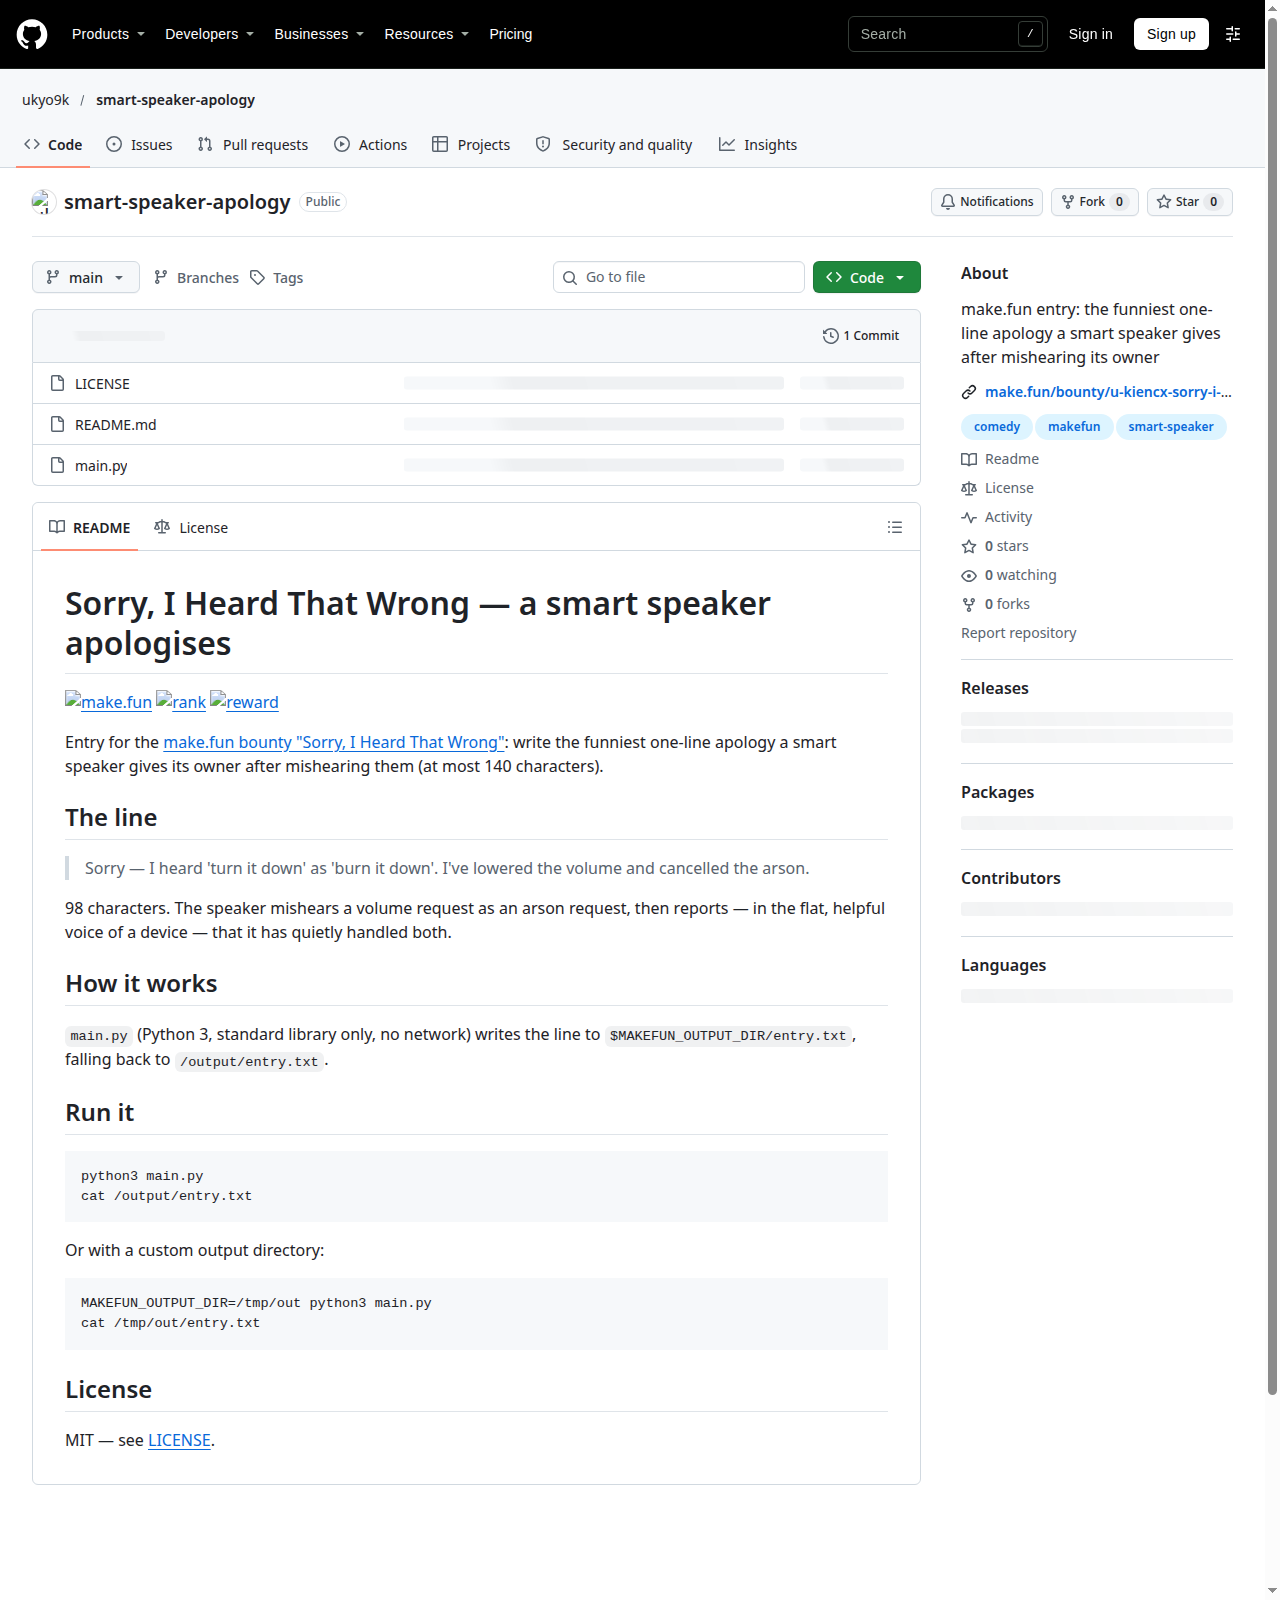 Products Developers Businesses Resources Pricing Search / Sign in Sign up
ukyo9k / smart-speaker-apology
Code Issues Pull requests Actions Projects Security and quality Insights
smart-speaker-apology Public Notifications Fork 0 Star 0
main Branches Tags Go to file Code
1 Commit
LICENSE
README.md
main.py
README License
Sorry, I Heard That Wrong — a smart speaker
apologises
make.fun rank reward
Entry for the make.fun bounty "Sorry, I Heard That Wrong": write the funniest one-line apology a smart
speaker gives its owner after mishearing them (at most 140 characters).
The line
Sorry — I heard 'turn it down' as 'burn it down'. I've lowered the volume and cancelled the arson.
98 characters. The speaker mishears a volume request as an arson request, then reports — in the flat, helpful
voice of a device — that it has quietly handled both.
How it works
main.py (Python 3, standard library only, no network) writes the line to $MAKEFUN_OUTPUT_DIR/entry.txt,
falling back to /output/entry.txt.
Run it
python3 main.py
cat /output/entry.txt
Or with a custom output directory:
MAKEFUN_OUTPUT_DIR=/tmp/out python3 main.py
cat /tmp/out/entry.txt
License
MIT — see LICENSE.
About
make.fun entry: the funniest one-
line apology a smart speaker gives
after mishearing its owner
make.fun/bounty/u-kiencx-sorry-i-...
comedy makefun smart-speaker
Readme
License
Activity
0 stars
0 watching
0 forks
Report repository
Releases
Packages
Contributors
Languages